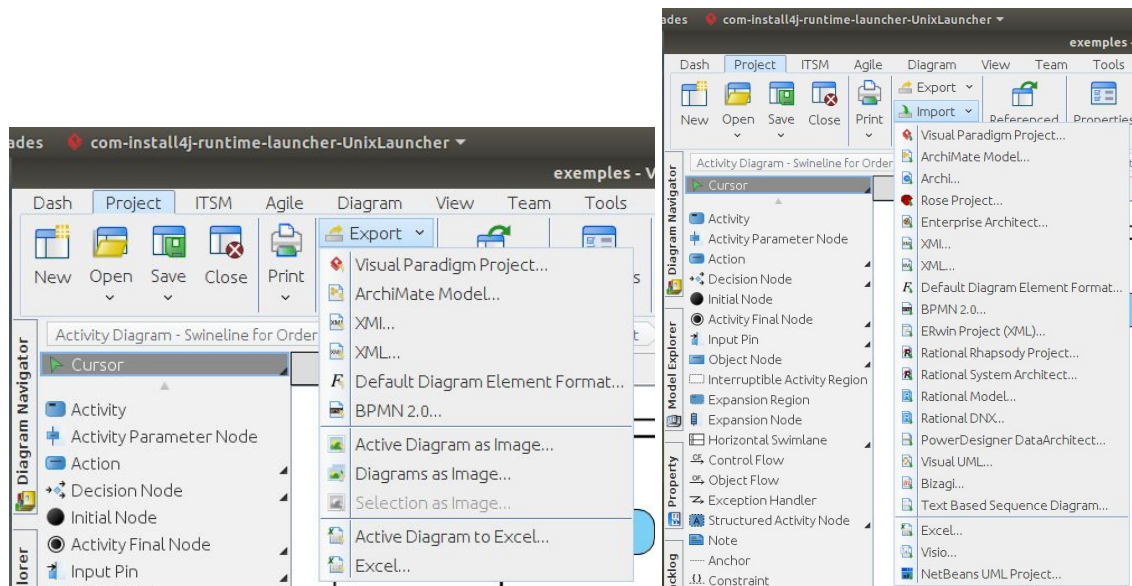 ades com-install4j-runtime-launcher-UnixLauncher
exemples - V
Dash Project ITSM Agile Diagram View Team Tools
New Open Save Close Print
Export
Activity Diagram - Swineline for Order
Diagram Navigator
Cursor
Activity
Activity Parameter Node
Action
Decision Node
Initial Node
Activity Final Node
Input Pin
lorer
Visual Paradigm Project...
ArchiMate Model...
XMI...
XML...
Default Diagram Element Format...
BPMN 2.0...
Active Diagram as Image...
Diagrams as Image...
Selection as Image...
Active Diagram to Excel...
Excel...
ades com-install4j-runtime-launcher-UnixLauncher
exemples -
Dash Project ITSM Agile Diagram View Team Tools
New Open Save Close Print
Export
Import
Referenced Properties
Activity Diagram - Swineline for Order
Diagram Navigator
Model Explorer
Property
cklog
Cursor
Activity
Activity Parameter Node
Action
Decision Node
Initial Node
Activity Final Node
Input Pin
Object Node
Interruptible Activity Region
Expansion Region
Expansion Node
Horizontal Swimlane
Control Flow
Object Flow
Exception Handler
Structured Activity Node
Note
Anchor
Constraint
Visual Paradigm Project...
ArchiMate Model...
Archi...
Rose Project...
Enterprise Architect...
XMI...
XML...
Default Diagram Element Format...
BPMN 2.0...
ERwin Project (XML)...
Rational Rhapsody Project...
Rational System Architect...
Rational Model...
Rational DNX...
PowerDesigner DataArchitect...
Visual UML...
Bizagi...
Text Based Sequence Diagram...
Excel...
Visio...
NetBeans UML Project...